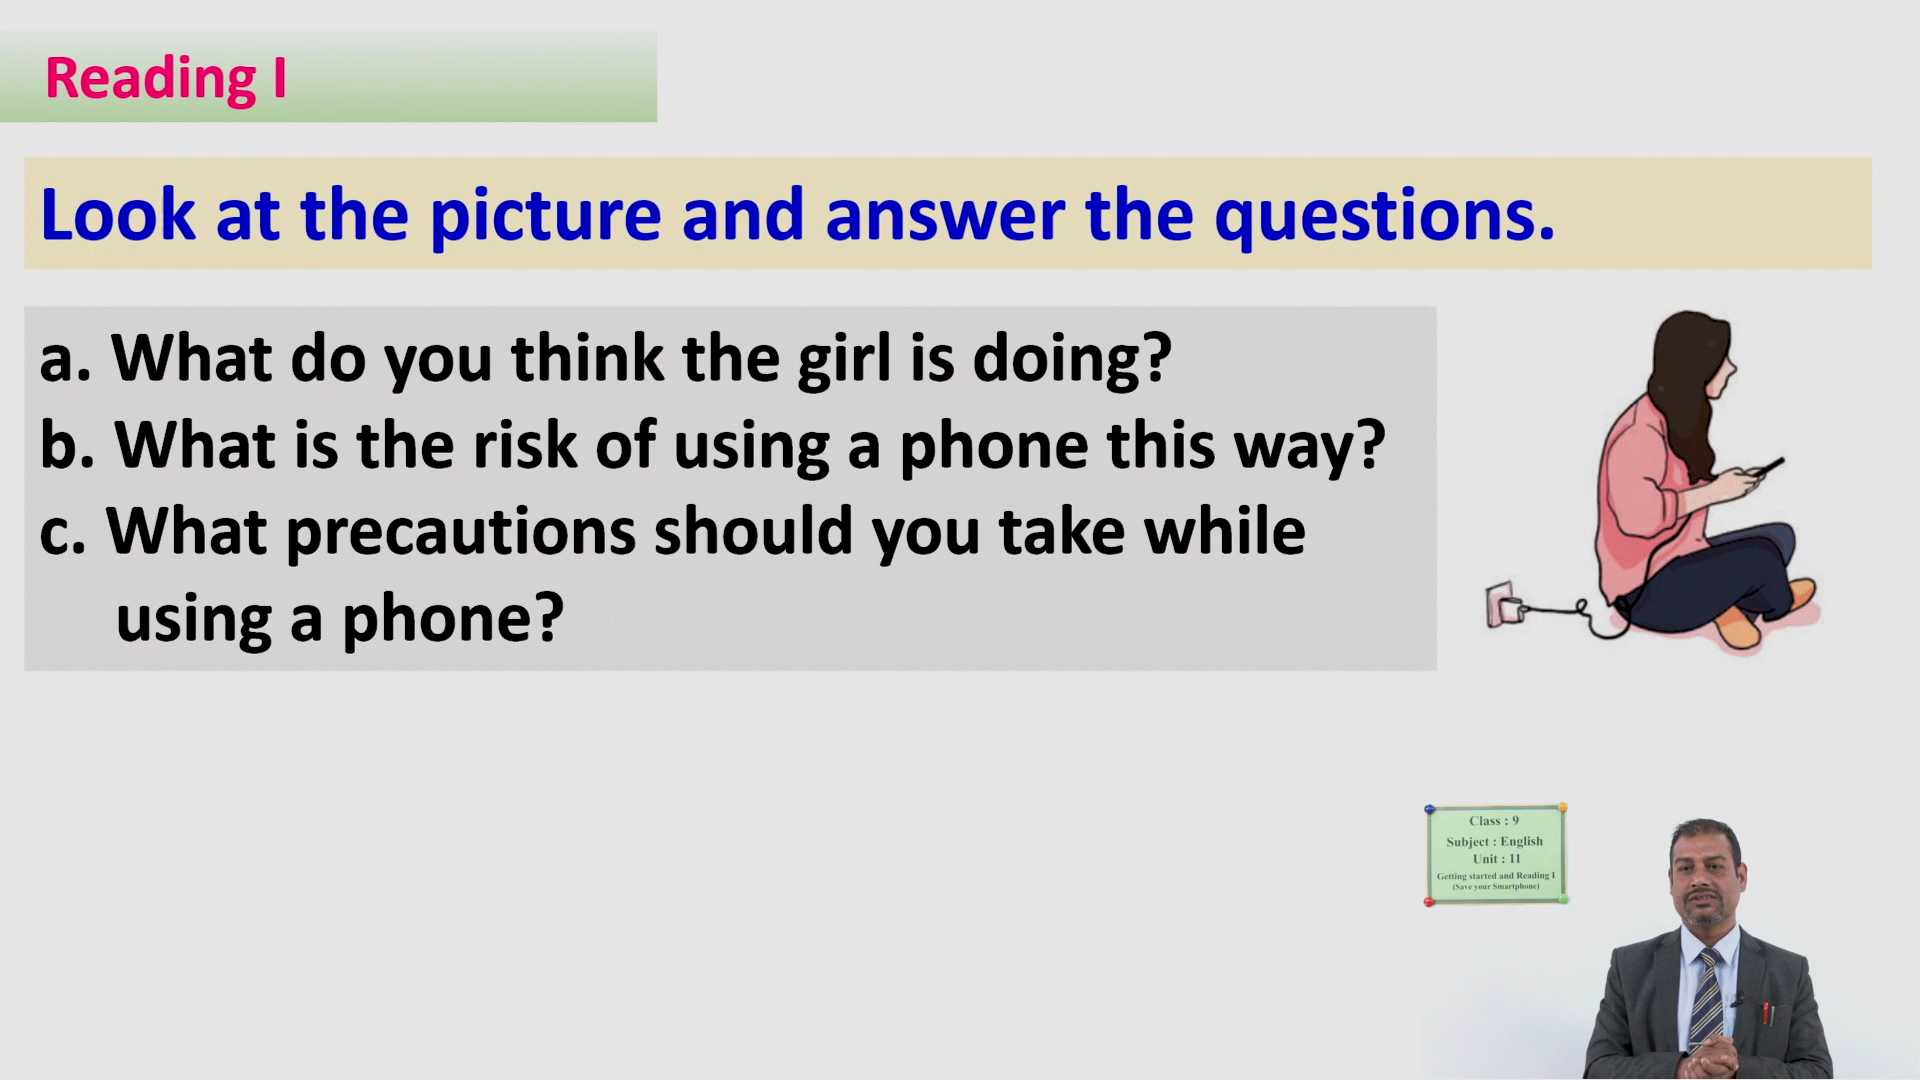 Reading I
Look at the picture and answer the questions.
a. What do you think the girl is doing?
b. What is the risk of using a phone this way?
c. What precautions should you take while
using a phone?
Class : 9
Subject : English
Unit : 11
Getting started and Reading I
(Save your Smartphone)